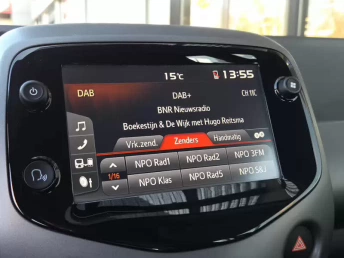 15°C 13:55
DAB DAB+ CH 11C
BNR Nieuwsradio
Boekestijn & De Wijk met Hugo Reitsma
Vrk.zend. Zenders Handmatig
NPO Rad1 NPO Rad2 NPO 3FM
1/16
NPO Klas NPO Rad5 NPO S&J